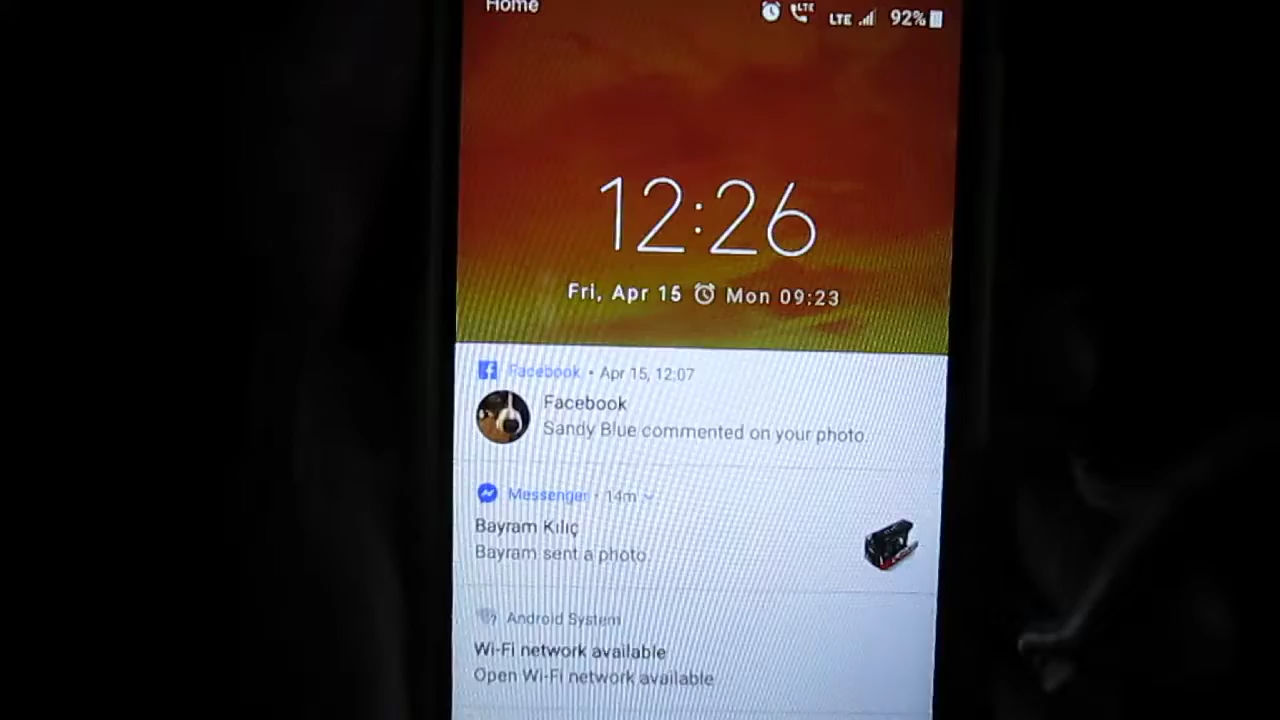 Home
LTE LTE 92%
12:26
Fri, Apr 15 Mon 09:23
Facebook • Apr 15, 12:07
Facebook
Sandy Blue commented on your photo.
Messenger • 14m
Bayram Kılıç
Bayram sent a photo.
Android System
Wi-Fi network available
Open Wi-Fi network available